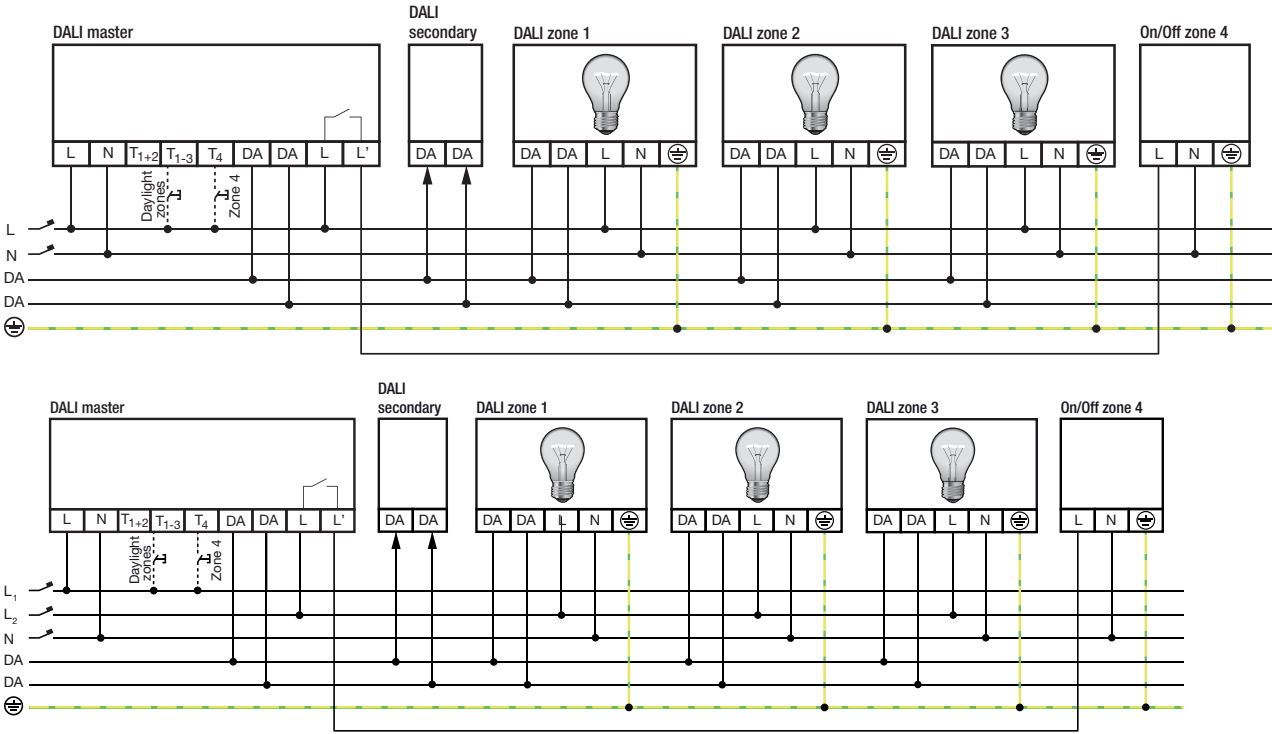 DALI master
DALI secondary
DALI zone 1
DALI zone 2
DALI zone 3
On/Off zone 4
L N T1+2 T1-3 T4 DA DA L L'
DA DA
DA DA L N
DA DA L N
DA DA L N
L N
Daylight zones
Zone 4
L
N
DA
DA
DALI master
DALI secondary
DALI zone 1
DALI zone 2
DALI zone 3
On/Off zone 4
L N T1+2 T1-3 T4 DA DA L L'
DA DA
DA DA L N
DA DA L N
DA DA L N
L N
Daylight zones
Zone 4
L1
L2
N
DA
DA